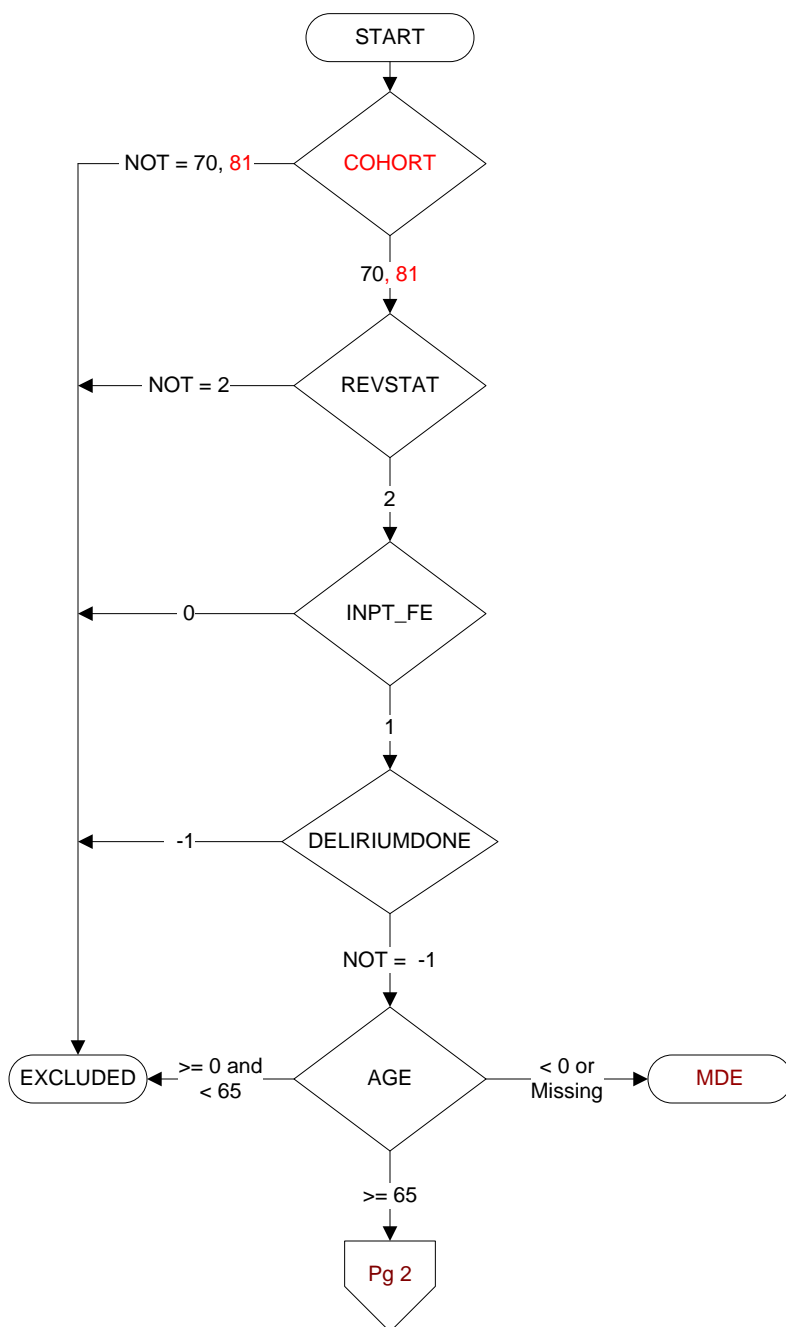 START
NOT = 70, 81
COHORT
70, 81
NOT = 2
REVSTAT
2
0
INPT_FE
1
-1
DELIRIUMDONE
NOT = -1
EXCLUDED
>= 0 and
< 65
AGE
< 0 or
Missing
MDE
>= 65
Pg 2